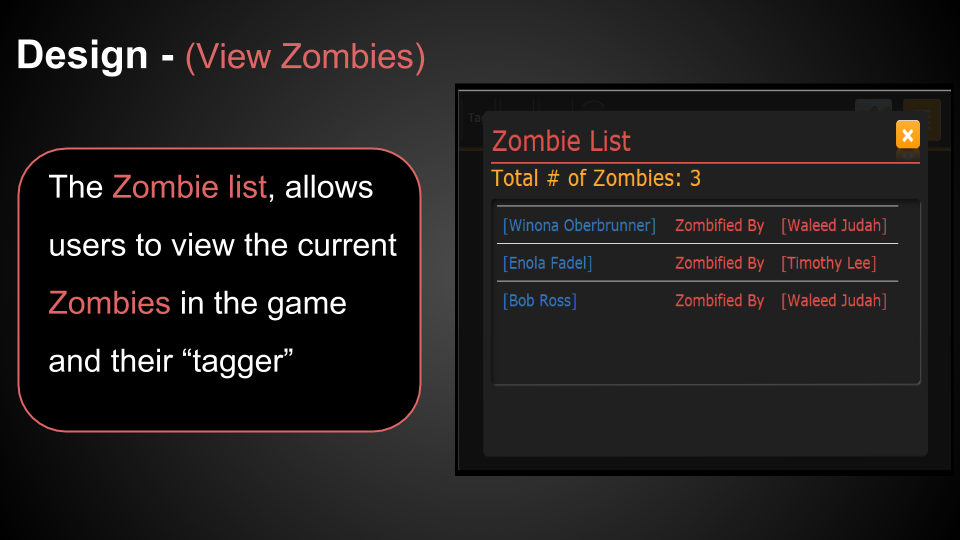 Design - (View Zombies)
The Zombie list, allows
users to view the current
Zombies in the game
and their “tagger”
Zombie List
Total # of Zombies: 3
[Winona Oberbrunner] Zombified By [Waleed Judah]
[Enola Fadel] Zombified By [Timothy Lee]
[Bob Ross] Zombified By [Waleed Judah]